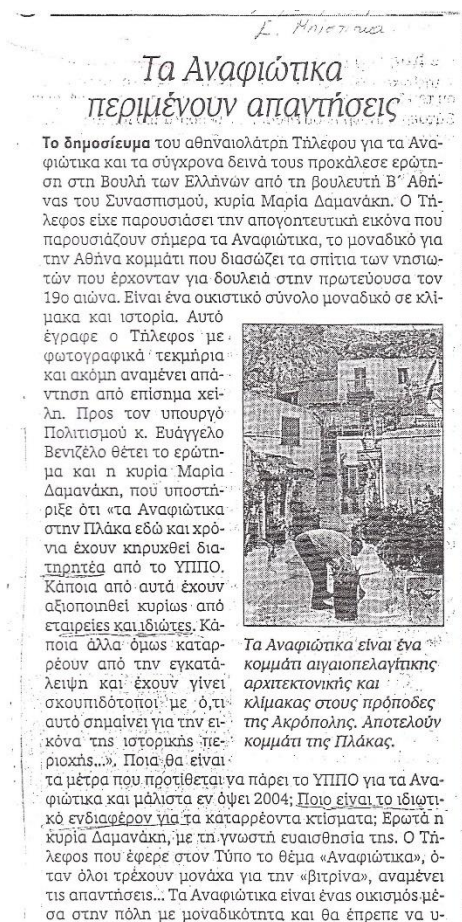 Τα Αναφιώτικα
περιμένουν απαντήσεις
Το δημοσίευμα του αθηναιολάτρη Τήλεφου για τα Ανα-
φιώτικα και τα σύγχρονα δεινά τους προκάλεσε ερώτη-
ση στη Βουλή των Ελλήνων από τη βουλευτή Β΄ Αθή-
νας του Συνασπισμού, κυρία Μαρία Δαμανάκη. Ο Τή-
λεφος είχε παρουσιάσει την απογοητευτική εικόνα που
παρουσιάζουν σήμερα τα Αναφιώτικα, το μοναδικό για
την Αθήνα κομμάτι που διασώζει τα σπίτια των νησιω-
τών που έρχονταν για δουλειά στην πρωτεύουσα τον
19ο αιώνα. Είναι ένα οικιστικό σύνολο μοναδικό σε κλί-
μακα και ιστορία. Αυτό
έγραφε ο Τήλεφος με
φωτογραφικά τεκμήρια
και ακόμη αναμένει απά-
ντηση από επίσημα χεί-
λη. Προς τον υπουργό
Πολιτισμού κ. Ευάγγελο
Βενιζέλο θέτει το ερώτη-
μα και η κυρία Μαρία
Δαμανάκη, που υποστή-
ριξε ότι «τα Αναφιώτικα
στην Πλάκα εδώ και χρό-
νια έχουν κηρυχθεί δια-
τηρητέα από το ΥΠΠΟ.
Κάποια από αυτά έχουν
αξιοποιηθεί κυρίως από
εταιρείες και ιδιώτες. Κά-
ποια άλλα όμως καταρ-
ρέουν από την εγκατά-
λειψη και έχουν γίνει
σκουπιδότοποι με ό,τι
αυτό σημαίνει για την ει-
κόνα της ιστορικής πε-
ριοχής...». Ποια θα είναι
τα μέτρα που προτίθεται να πάρει το ΥΠΠΟ για τα Ανα-
φιώτικα και μάλιστα εν όψει 2004; Ποιο είναι το ιδιωτι-
κό ενδιαφέρον για τα καταρρέοντα κτίσματα; Ερωτά η
κυρία Δαμανάκη, με τη γνωστή ευαισθησία της. Ο Τή-
λεφος που έφερε στον Τύπο το θέμα «Αναφιώτικα», ό-
ταν όλοι τρέχουν μονάχα για την «βιτρίνα», αναμένει
τις απαντήσεις... Τα Αναφιώτικα είναι ένας οικισμός μέ-
σα στην πόλη με μοναδικότητα και θα έπρεπε να υ-
Τα Αναφιώτικα είναι ένα
κομμάτι αιγαιοπελαγίτικης
αρχιτεκτονικής και
κλίμακας στους πρόποδες
της Ακρόπολης. Αποτελούν
κομμάτι της Πλάκας.